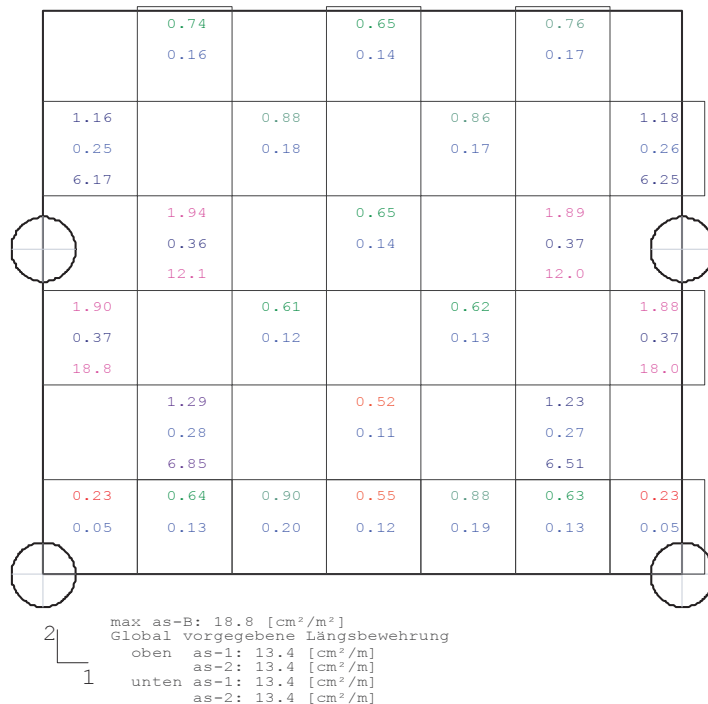 0.74 0.65 0.76
0.16 0.14 0.17
1.16 0.88 0.86 1.18
0.25 0.18 0.17 0.26
6.17 6.25
1.94 0.65 1.89
0.36 0.14 0.37
12.1 12.0
1.90 0.61 0.62 1.88
0.37 0.12 0.13 0.37
18.8 18.0
1.29 0.52 1.23
0.28 0.11 0.27
6.85 6.51
0.23 0.64 0.90 0.55 0.88 0.63 0.23
0.05 0.13 0.20 0.12 0.19 0.13 0.05
2
1
max as-B: 18.8 [cm²/m²]
Global vorgegebene Längsbewehrung
oben as-1: 13.4 [cm²/m]
as-2: 13.4 [cm²/m]
unten as-1: 13.4 [cm²/m]
as-2: 13.4 [cm²/m]